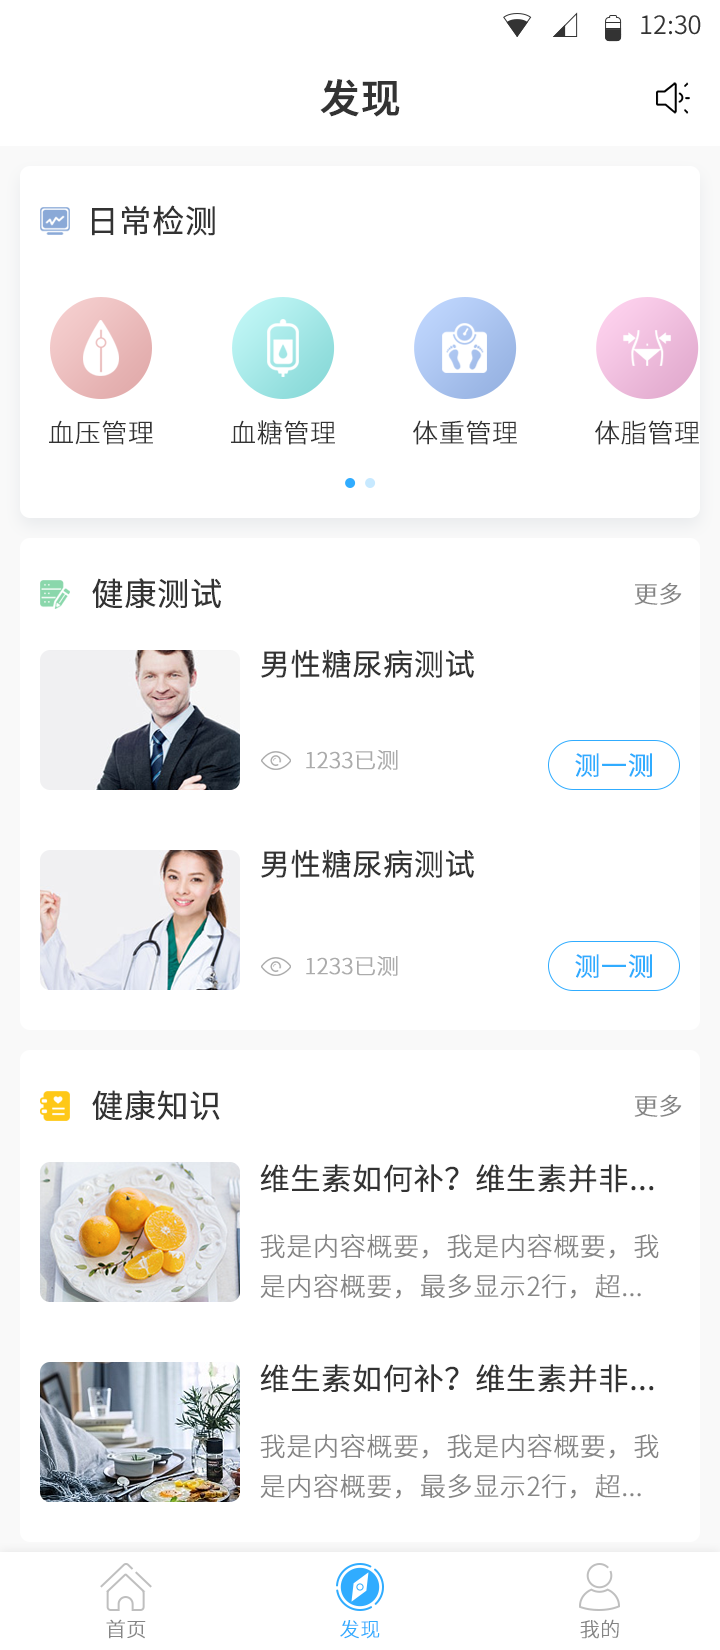 12:30
发现
日常检测
血压管理
血糖管理
体重管理
体脂管理
健康测试
更多
男性糖尿病测试
1233已测
测一测
男性糖尿病测试
1233已测
测一测
健康知识
更多
维生素如何补？维生素并非...
我是内容概要，我是内容概要，我
是内容概要，最多显示2行，超...
维生素如何补？维生素并非...
我是内容概要，我是内容概要，我
是内容概要，最多显示2行，超...
首页
发现
我的